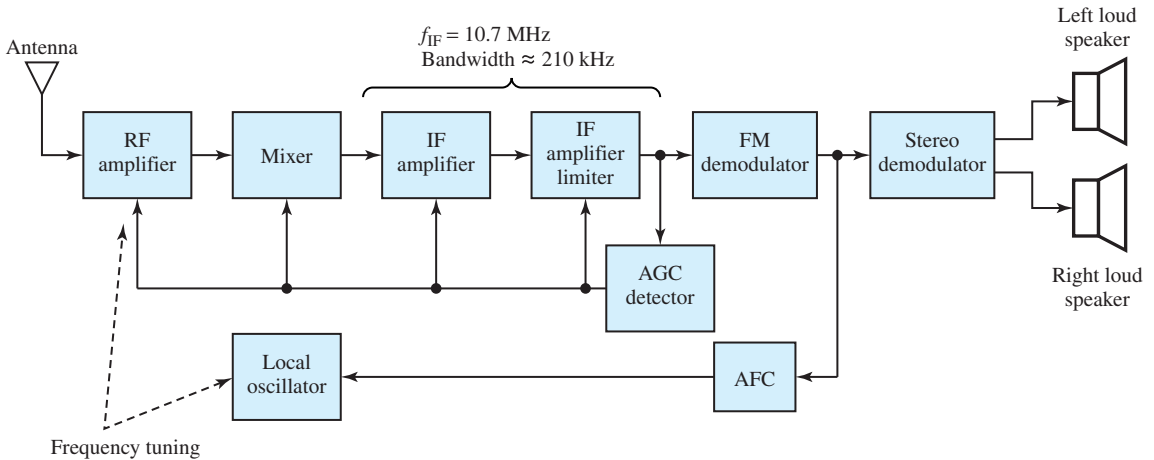 Left loud
speaker
f_IF = 10.7 MHz
Bandwidth ≈ 210 kHz
Antenna
RF
amplifier
Mixer
IF
amplifier
IF
amplifier
limiter
FM
demodulator
Stereo
demodulator
AGC
detector
Right loud
speaker
Local
oscillator
AFC
Frequency tuning